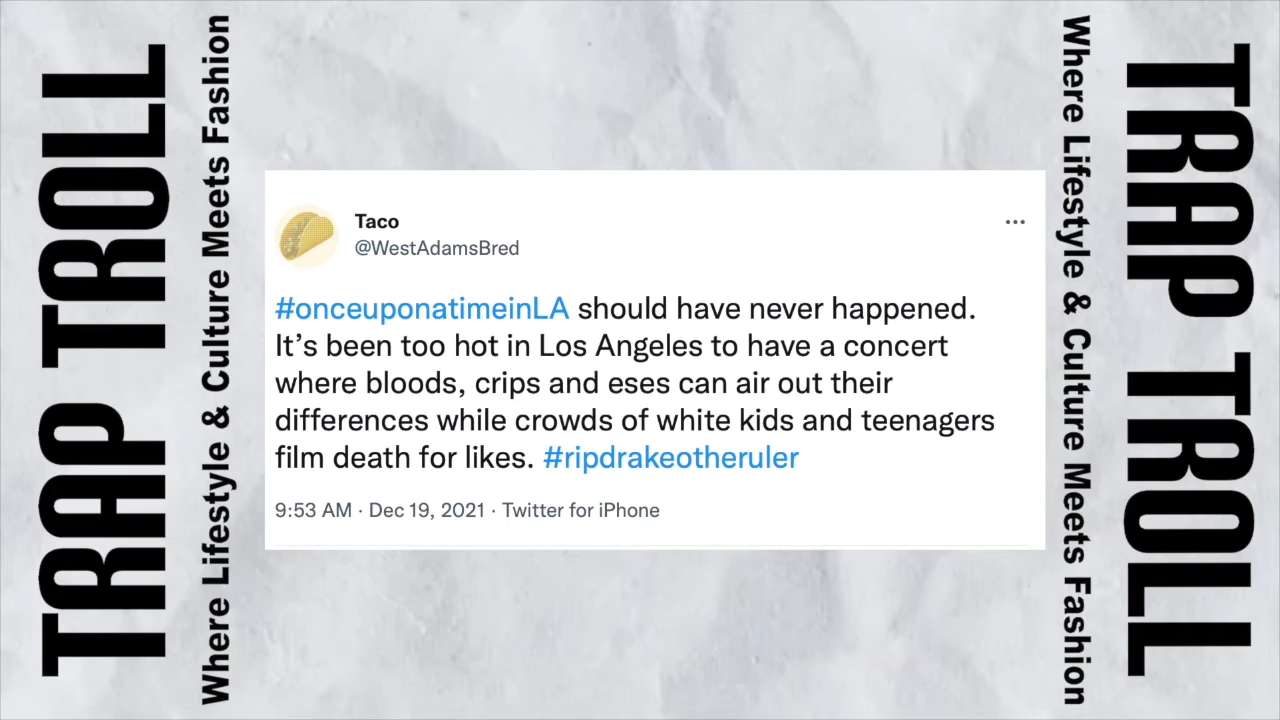 TRAP TROLL
Where Lifestyle & Culture Meets Fashion
Taco
@WestAdamsBred
#onceuponatimeinLA should have never happened.
It’s been too hot in Los Angeles to have a concert
where bloods, crips and eses can air out their
differences while crowds of white kids and teenagers
film death for likes. #ripdrakeotheruler
9:53 AM · Dec 19, 2021 · Twitter for iPhone
Where Lifestyle & Culture Meets Fashion
TRAP TROLL